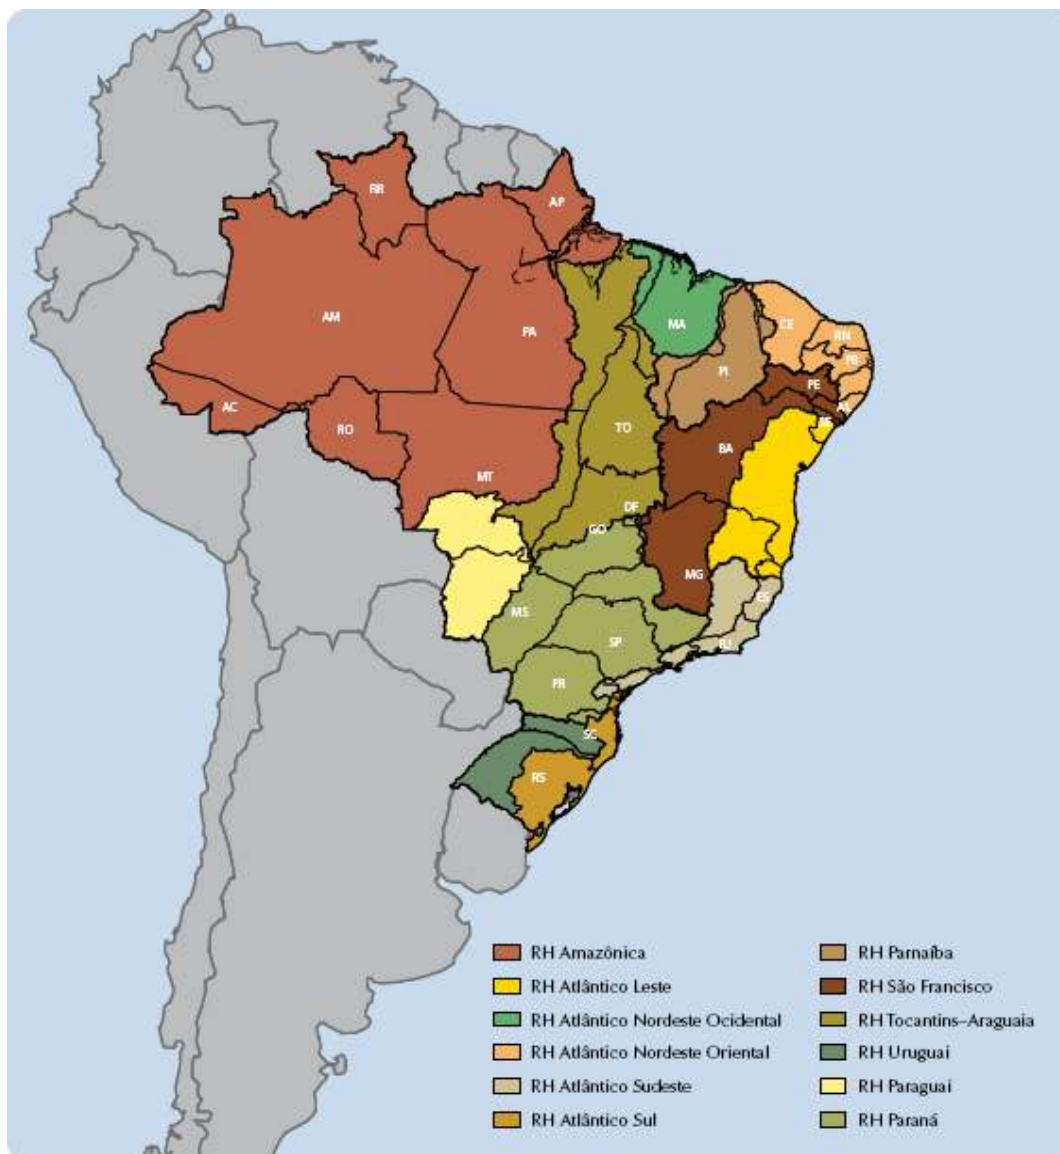 RR
AP
AM
PA
MA
CE
RN
PB
PI
PE
AL
AC
SE
RO
TO
BA
MT
DF
GO
MG
MS
ES
SP
RJ
PR
SC
RS
RH Amazônica
RH Atlântico Leste
RH Atlântico Nordeste Ocidental
RH Atlântico Nordeste Oriental
RH Atlântico Sudeste
RH Atlântico Sul
RH Parnaíba
RH São Francisco
RH Tocantins–Araguaia
RH Uruguai
RH Paraguai
RH Paraná